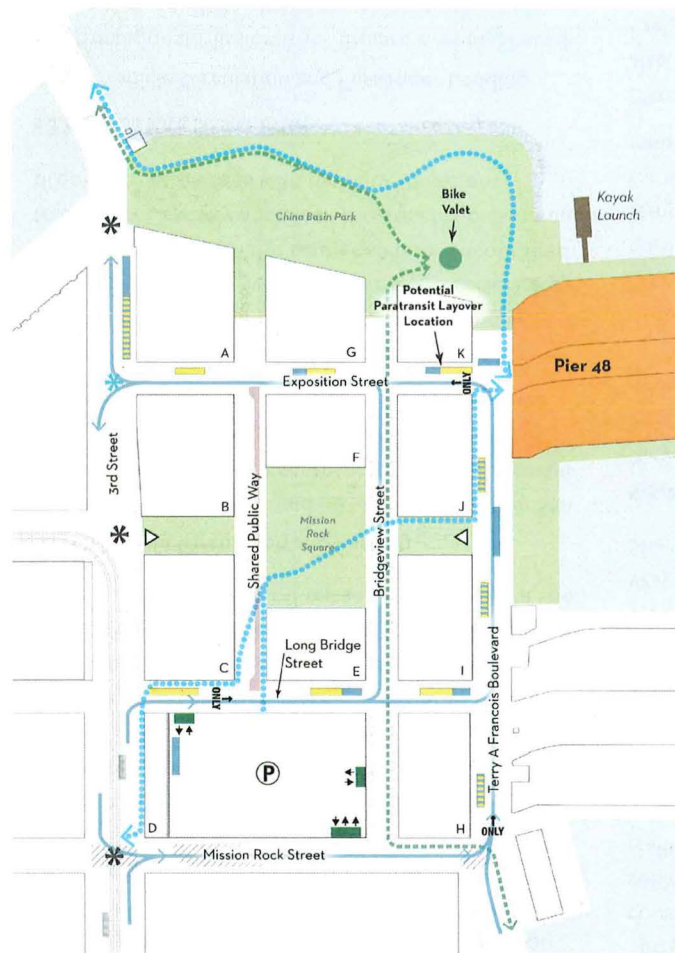 China Basin Park
Bike
Valet
Kayak
Launch
Potential
Paratransit Layover
Location
A
G
K
Pier 48
ONLY
Exposition Street
3rd Street
Shared Public Way
F
B
J
Mission
Rock
Square
Bridgeview Street
Terry A Francois Boulevard
C
Long Bridge
Street
E
I
ONLY
P
D
H
ONLY
Mission Rock Street